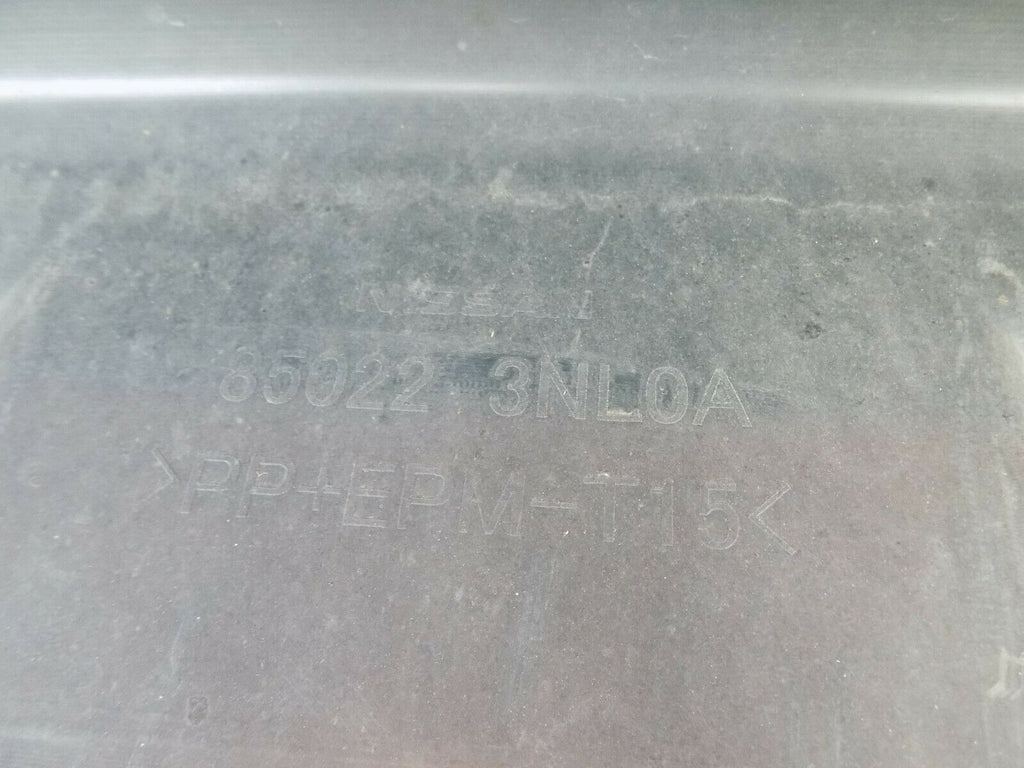 NISSAN
85022 3NL0A
>PP+EPM-T15<